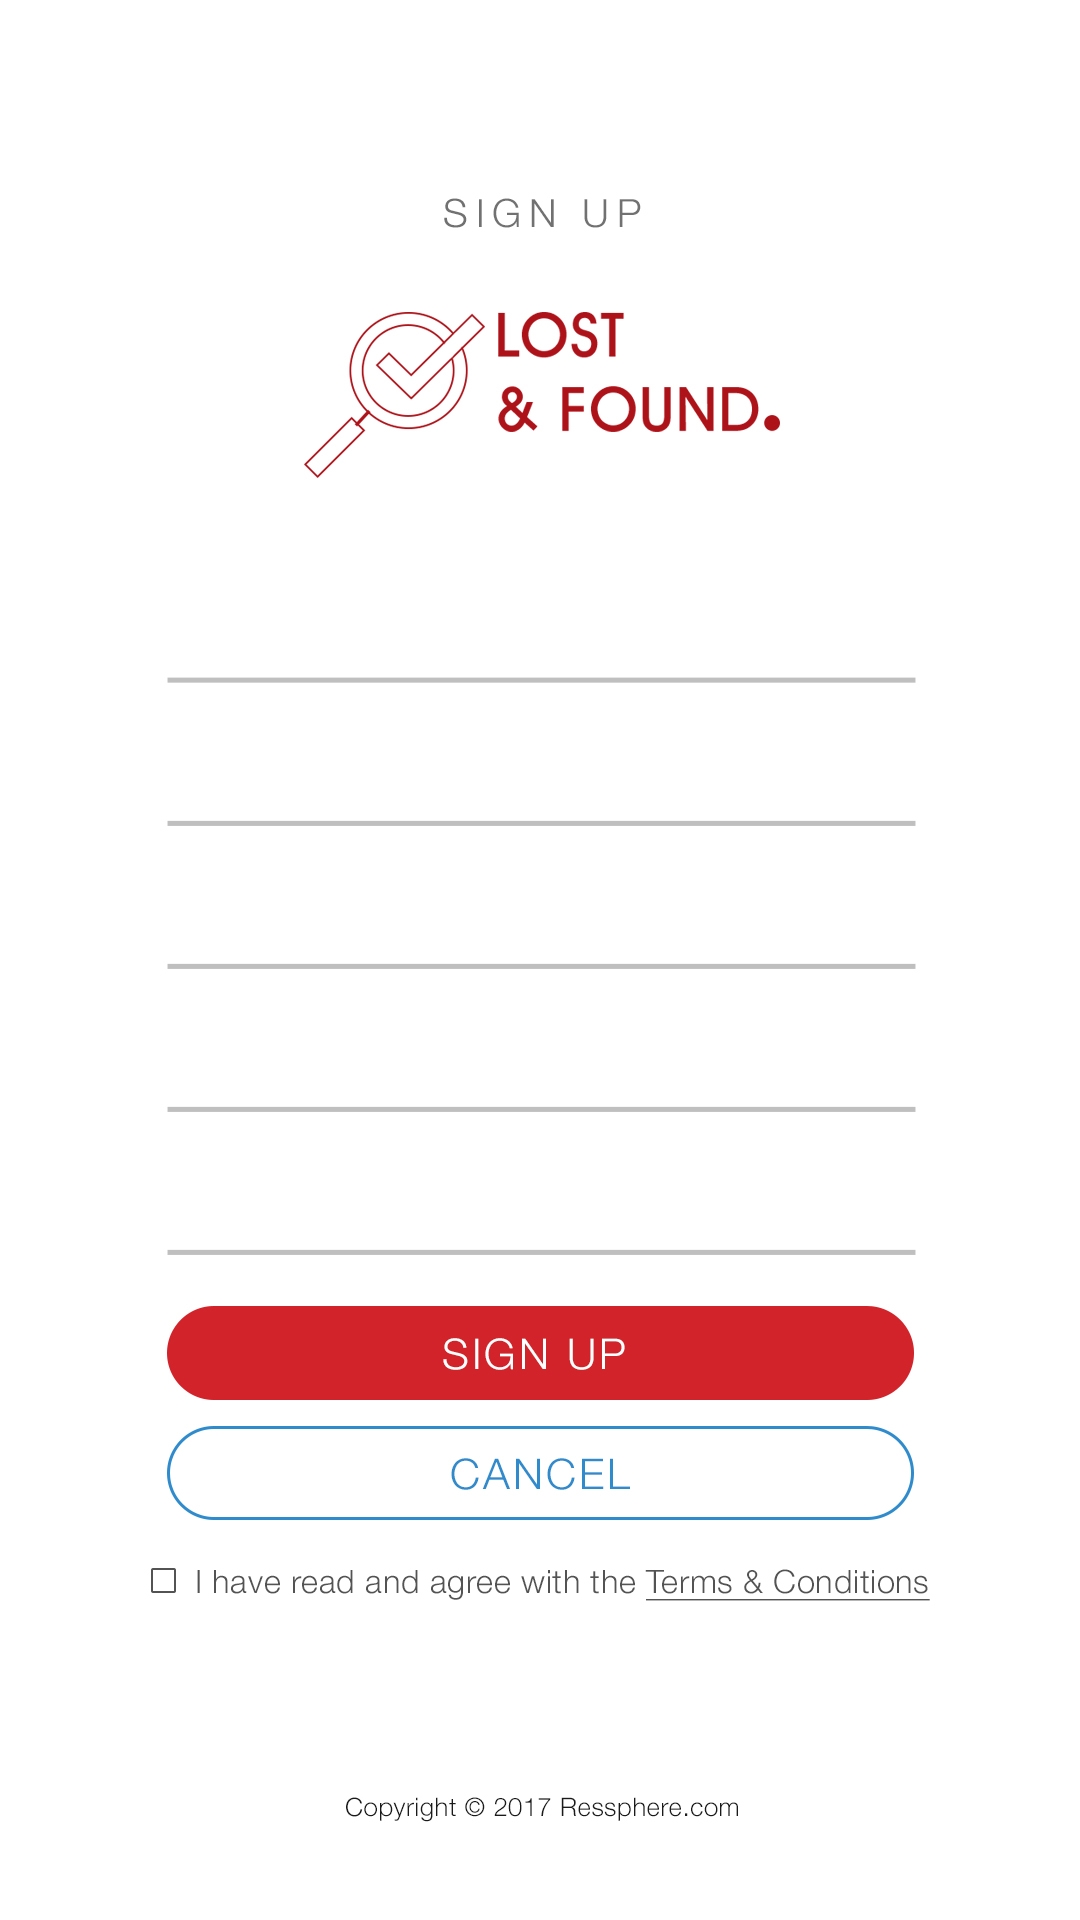 SIGN UP
LOST
& FOUND.
SIGN UP
CANCEL
I have read and agree with the Terms & Conditions
Copyright © 2017 Ressphere.com